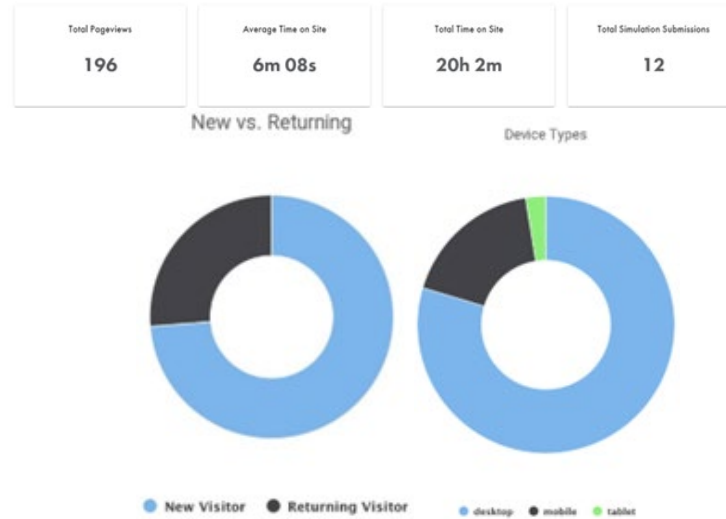 Total Pageviews
196
Average Time on Site
6m 08s
Total Time on Site
20h 2m
Total Simulation Submissions
12
New vs. Returning
Device Types
New Visitor
Returning Visitor
desktop
mobile
tablet